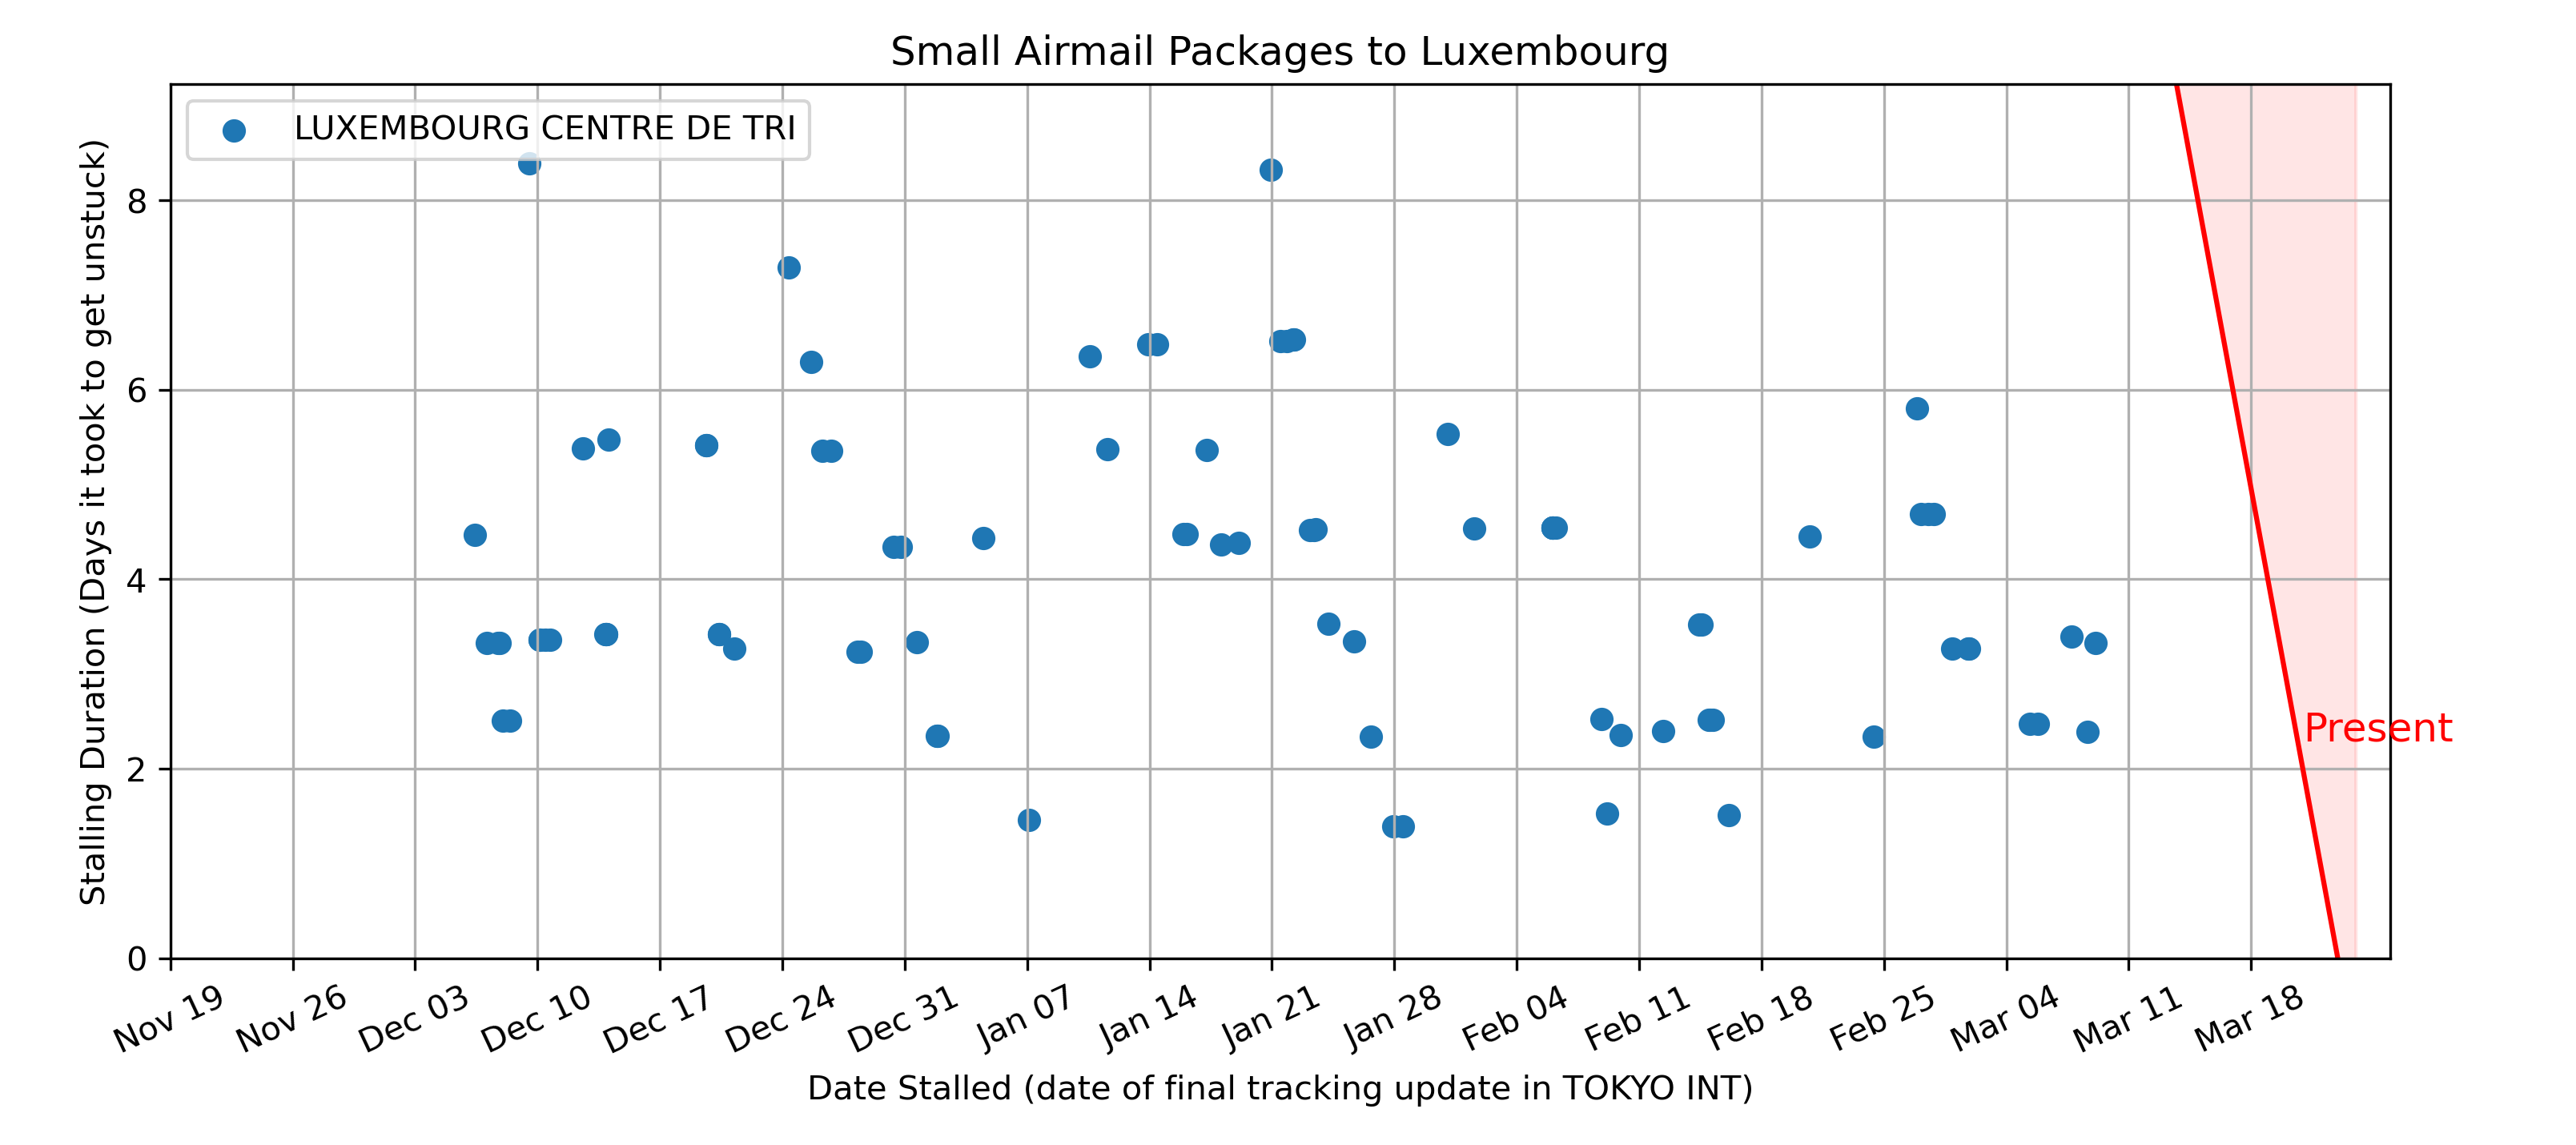 Small Airmail Packages to Luxembourg
LUXEMBOURG CENTRE DE TRI
Stalling Duration (Days it took to get unstuck)
8
6
4
2
0
Present
Nov 19
Nov 26
Dec 03
Dec 10
Dec 17
Dec 24
Dec 31
Jan 07
Jan 14
Jan 21
Jan 28
Feb 04
Feb 11
Feb 18
Feb 25
Mar 04
Mar 11
Mar 18
Date Stalled (date of final tracking update in TOKYO INT)